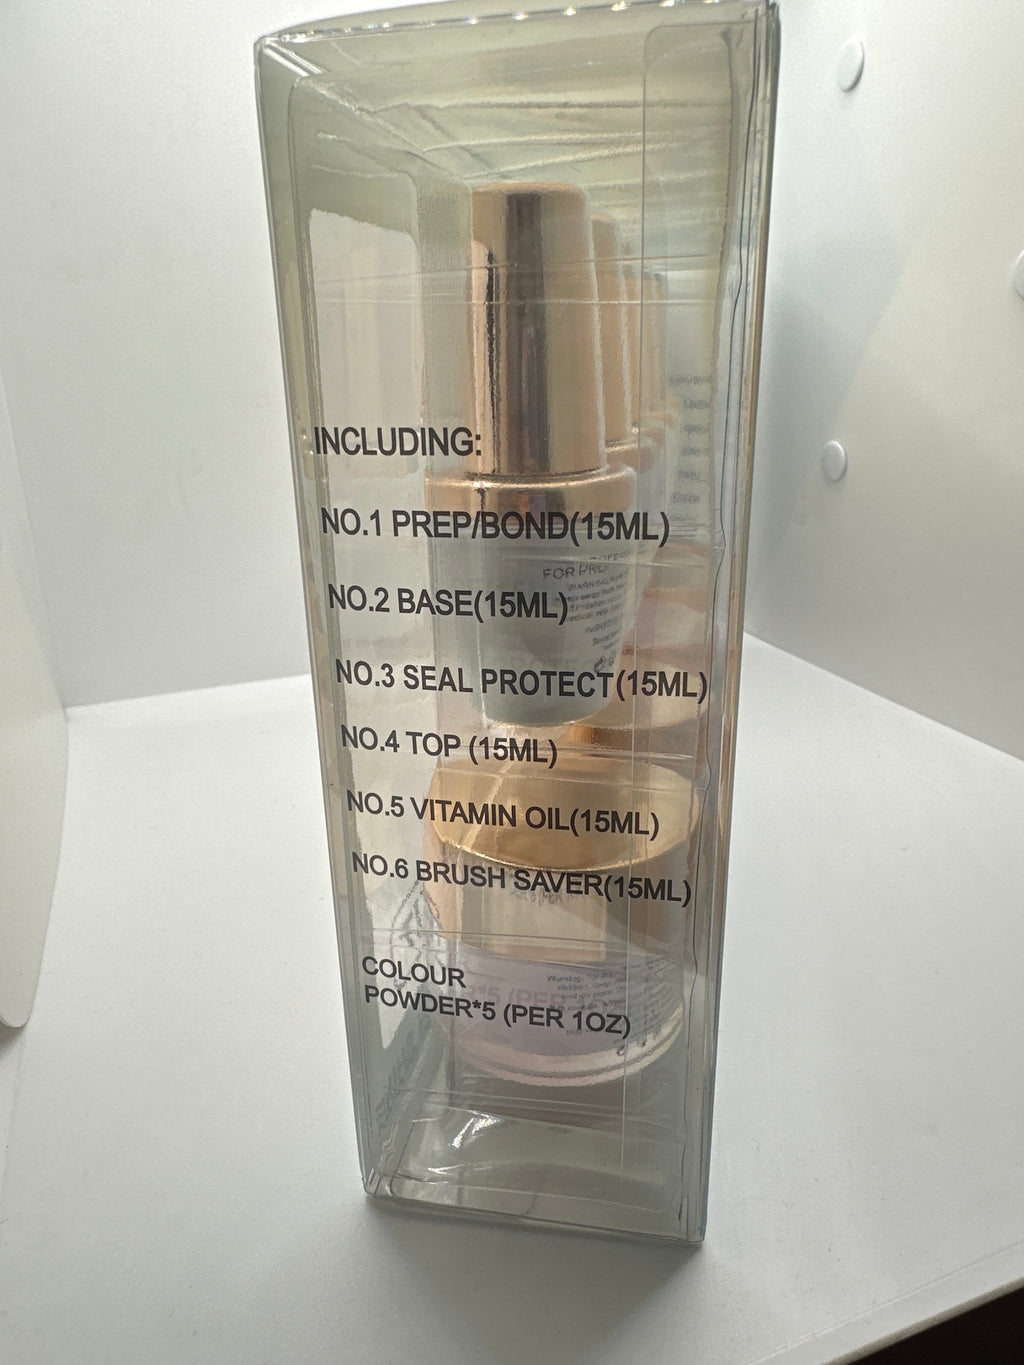 INCLUDING:
NO.1 PREP/BOND(15ML)
NO.2 BASE(15ML)
NO.3 SEAL PROTECT(15ML)
NO.4 TOP (15ML)
NO.5 VITAMIN OIL(15ML)
NO.6 BRUSH SAVER(15ML)
COLOUR
POWDER*5 (PER 1OZ)
FOR